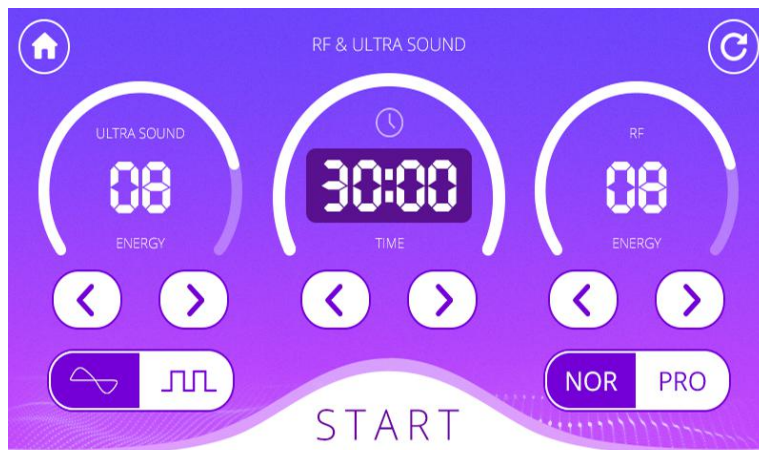 RF & ULTRA SOUND
ULTRA SOUND
08
ENERGY
30:00
TIME
RF
08
ENERGY
NOR PRO
START